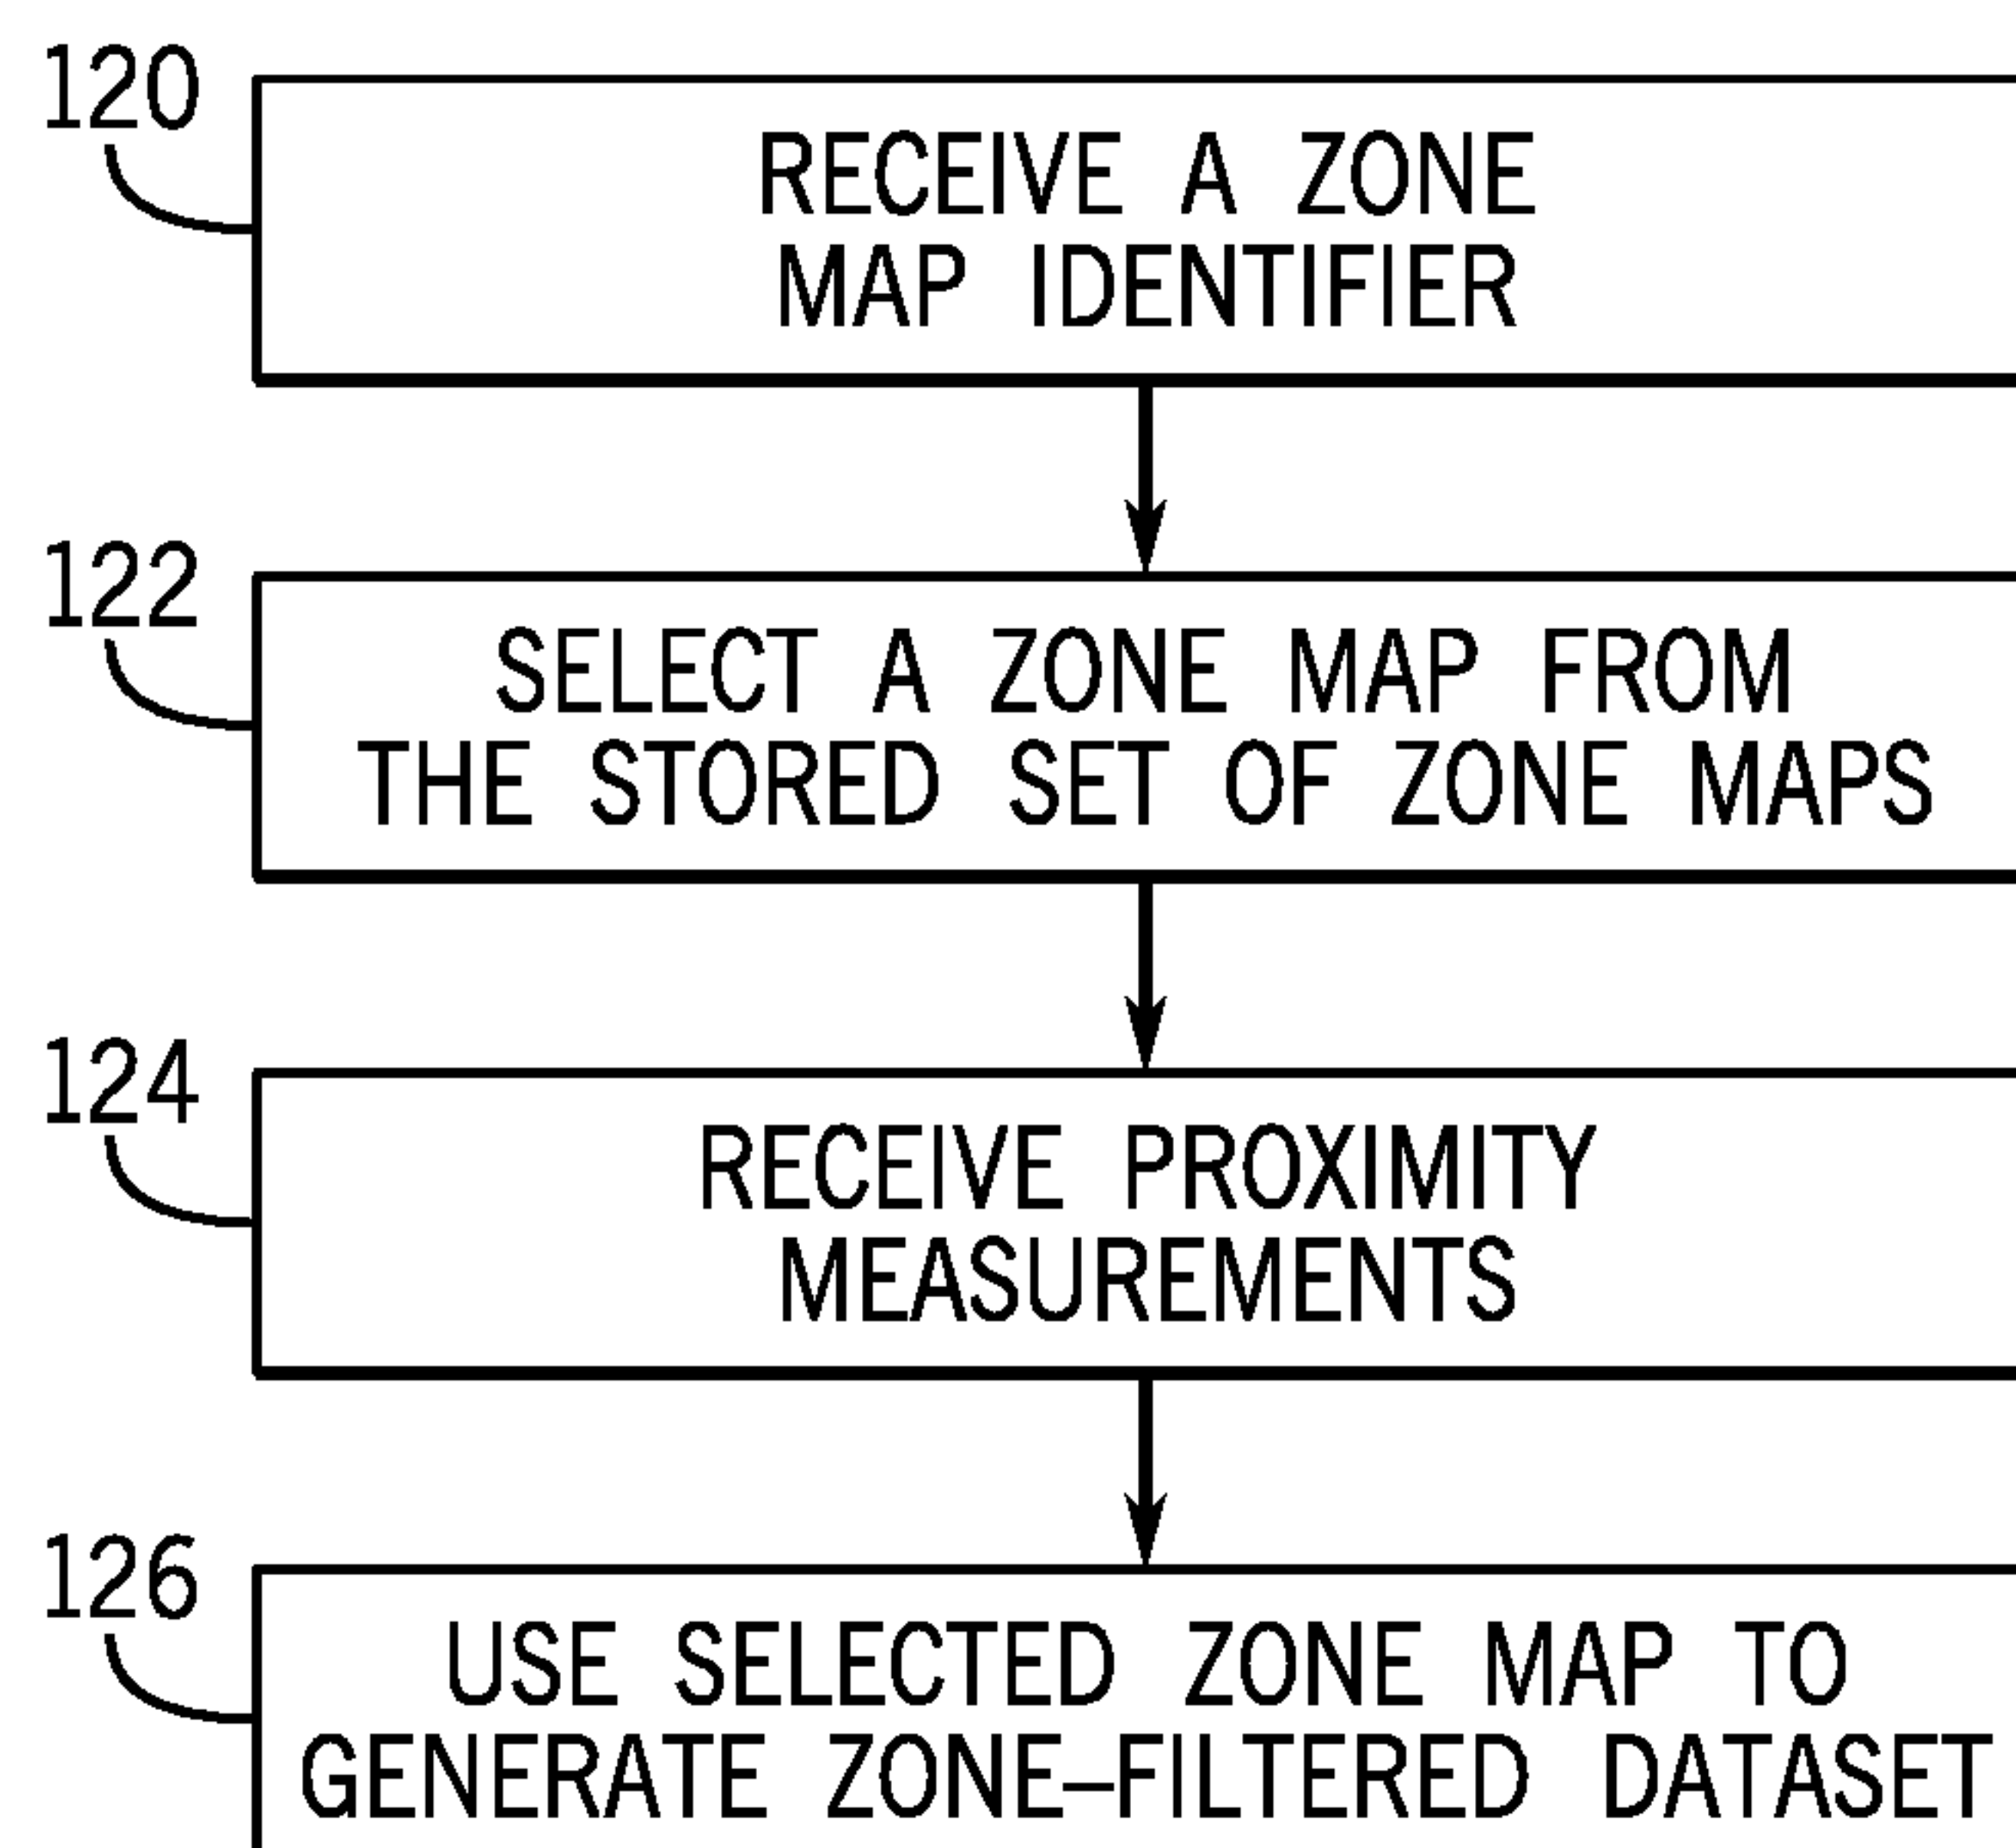 120
RECEIVE A ZONE
MAP IDENTIFIER
122
SELECT A ZONE MAP FROM
THE STORED SET OF ZONE MAPS
124
RECEIVE PROXIMITY
MEASUREMENTS
126
USE SELECTED ZONE MAP TO
GENERATE ZONE–FILTERED DATASET